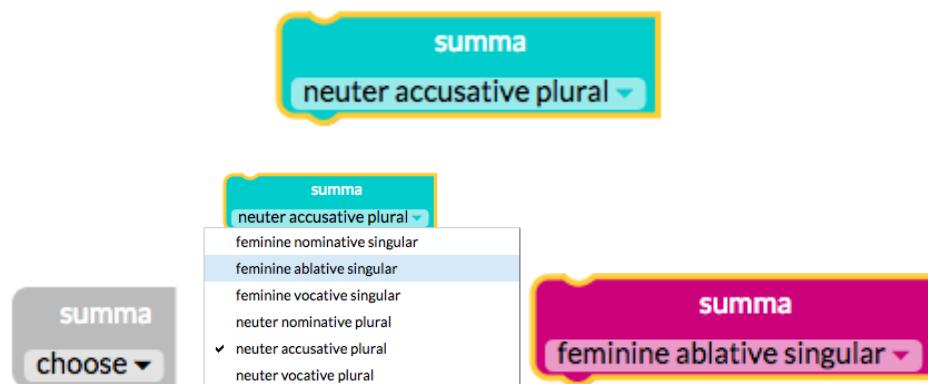 summa
neuter accusative plural
summa
neuter accusative plural
feminine nominative singular
feminine ablative singular
feminine vocative singular
neuter nominative plural
✓ neuter accusative plural
neuter vocative plural
summa
choose
summa
feminine ablative singular